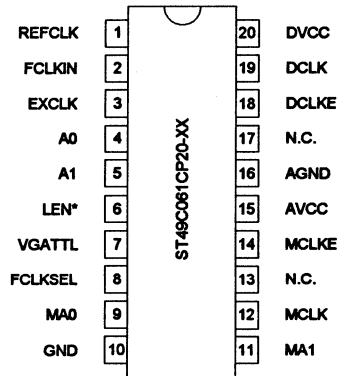 REFCLK 1 20 DVCC
FCLKIN 2 19 DCLK
EXCLK 3 18 DCLKE
A0 4 17 N.C.
A1 5 16 AGND
LEN* 6 15 AVCC
VGATTL 7 14 MCLKE
FCLKSEL 8 13 N.C.
MA0 9 12 MCLK
GND 10 11 MA1
ST49C061CP20-XX